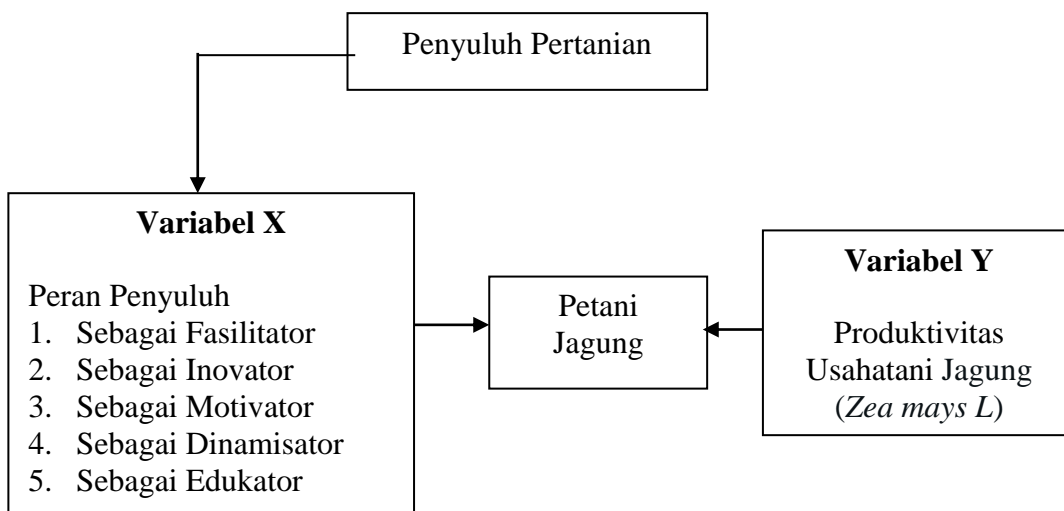 Penyuluh Pertanian
Variabel X
Peran Penyuluh
1. Sebagai Fasilitator
2. Sebagai Inovator
3. Sebagai Motivator
4. Sebagai Dinamisator
5. Sebagai Edukator
Petani
Jagung
Variabel Y
Produktivitas
Usahatani Jagung
(Zea mays L)